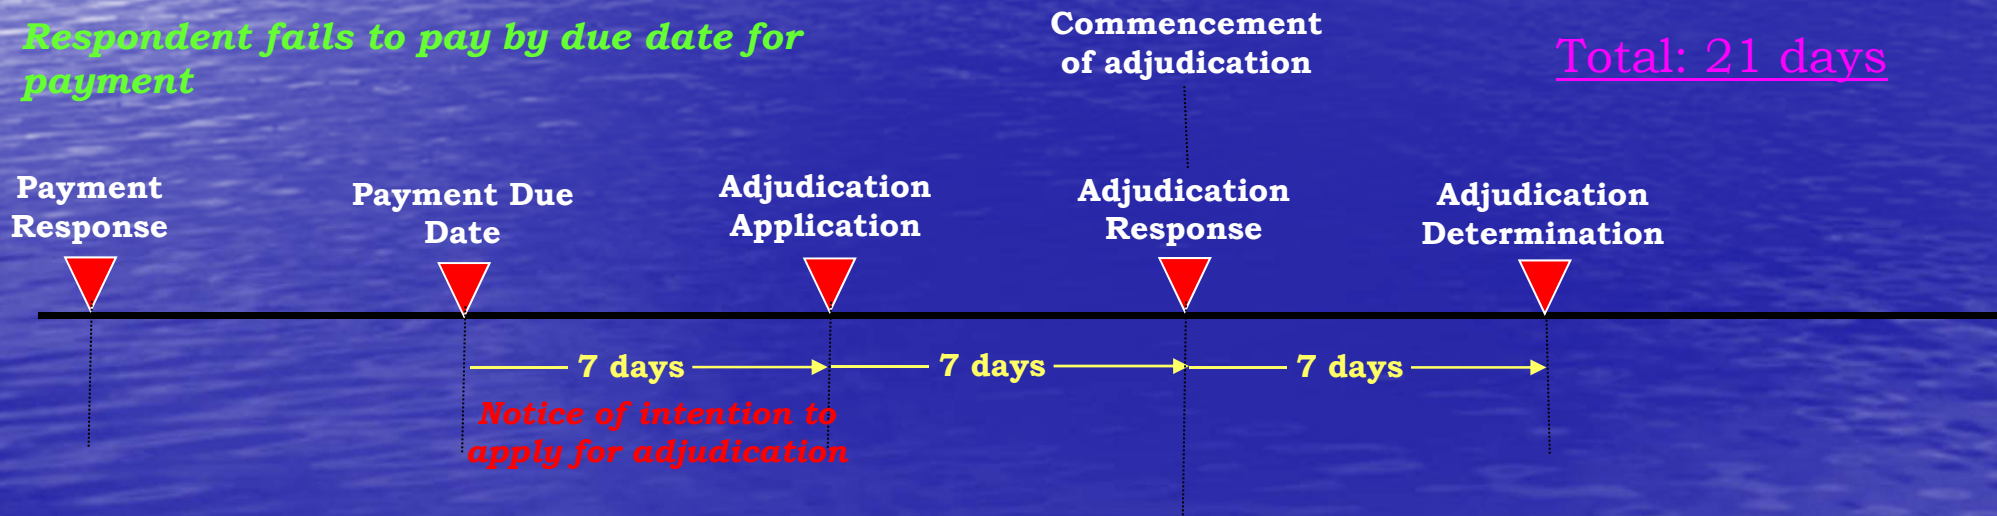 Respondent fails to pay by due date for
payment
Commencement
of adjudication
Total: 21 days
Payment
Response
Payment Due
Date
Adjudication
Application
Adjudication
Response
Adjudication
Determination
7 days
7 days
7 days
Notice of intention to
apply for adjudication